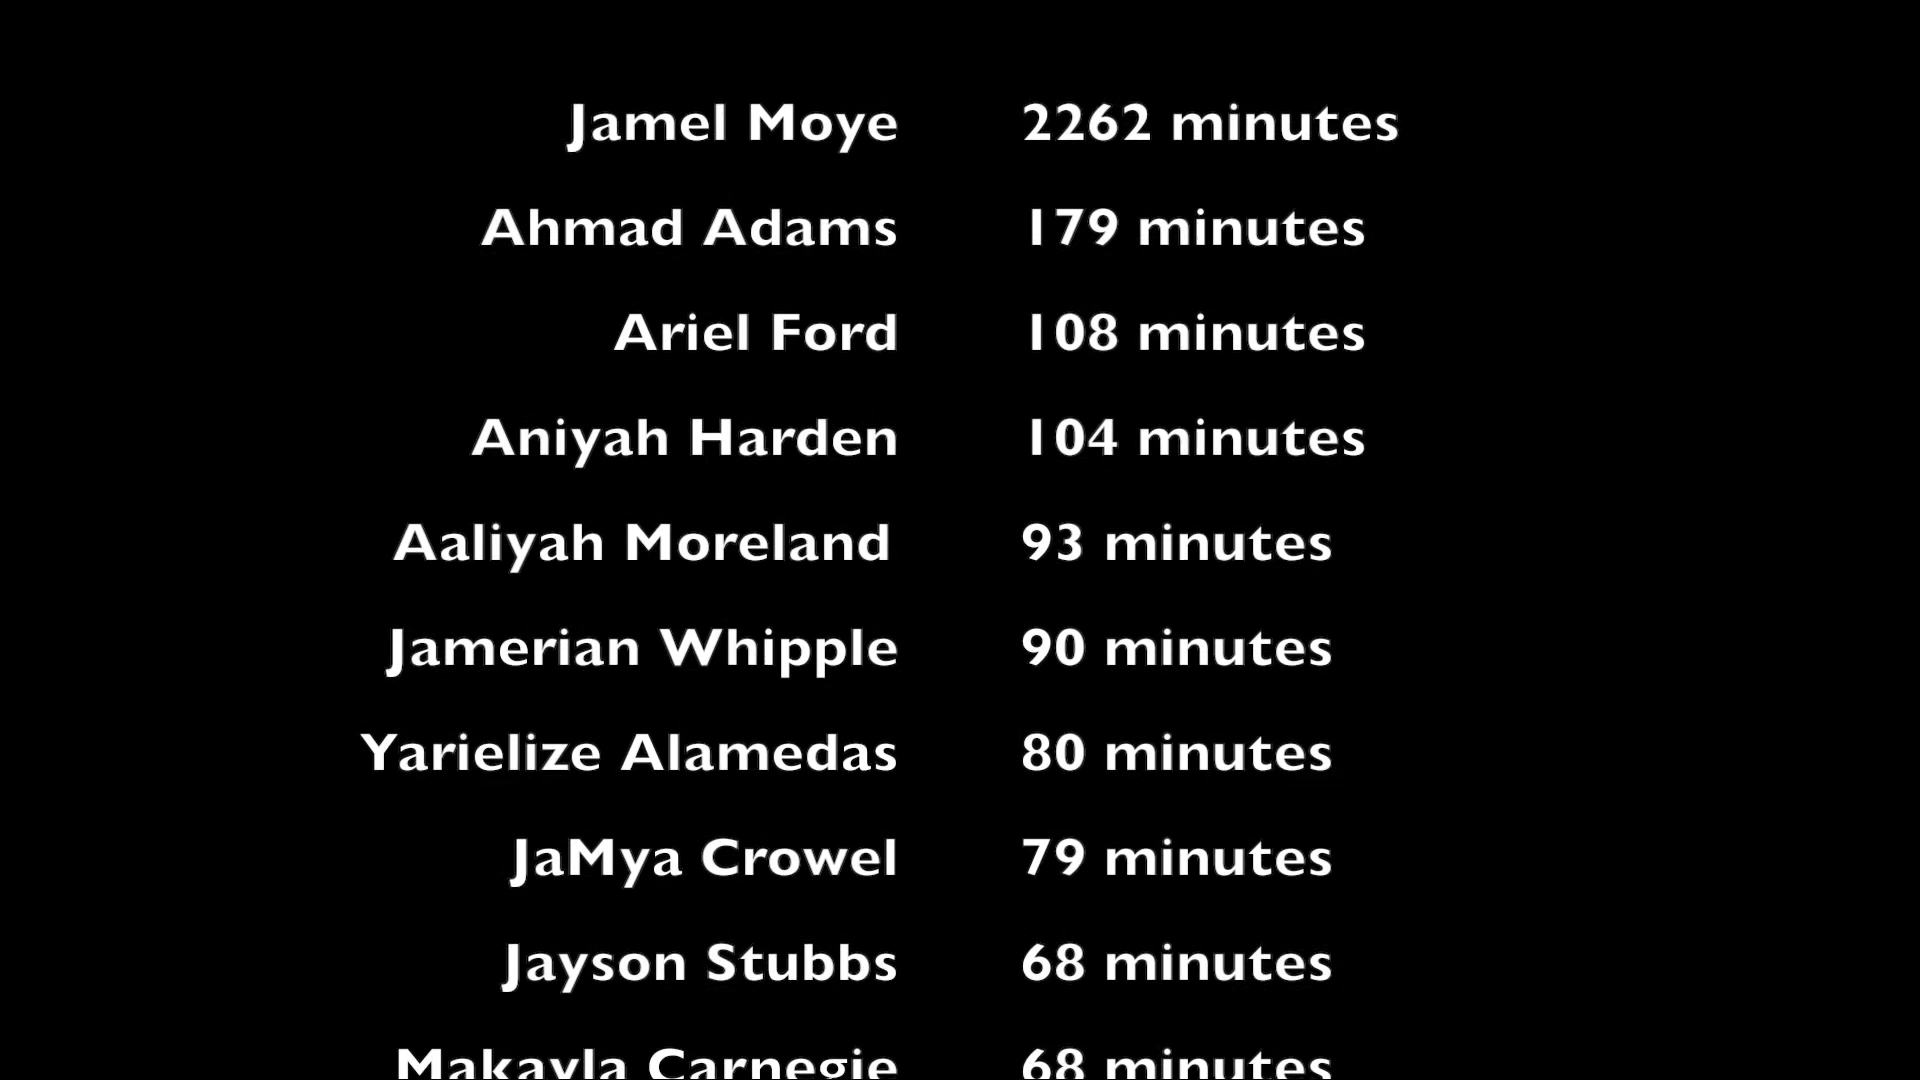 Jamel Moye 2262 minutes
Ahmad Adams 179 minutes
Ariel Ford 108 minutes
Aniyah Harden 104 minutes
Aaliyah Moreland 93 minutes
Jamerian Whipple 90 minutes
Yarielize Alamedas 80 minutes
JaMya Crowel 79 minutes
Jayson Stubbs 68 minutes
Makayla Carnegie 68 minutes